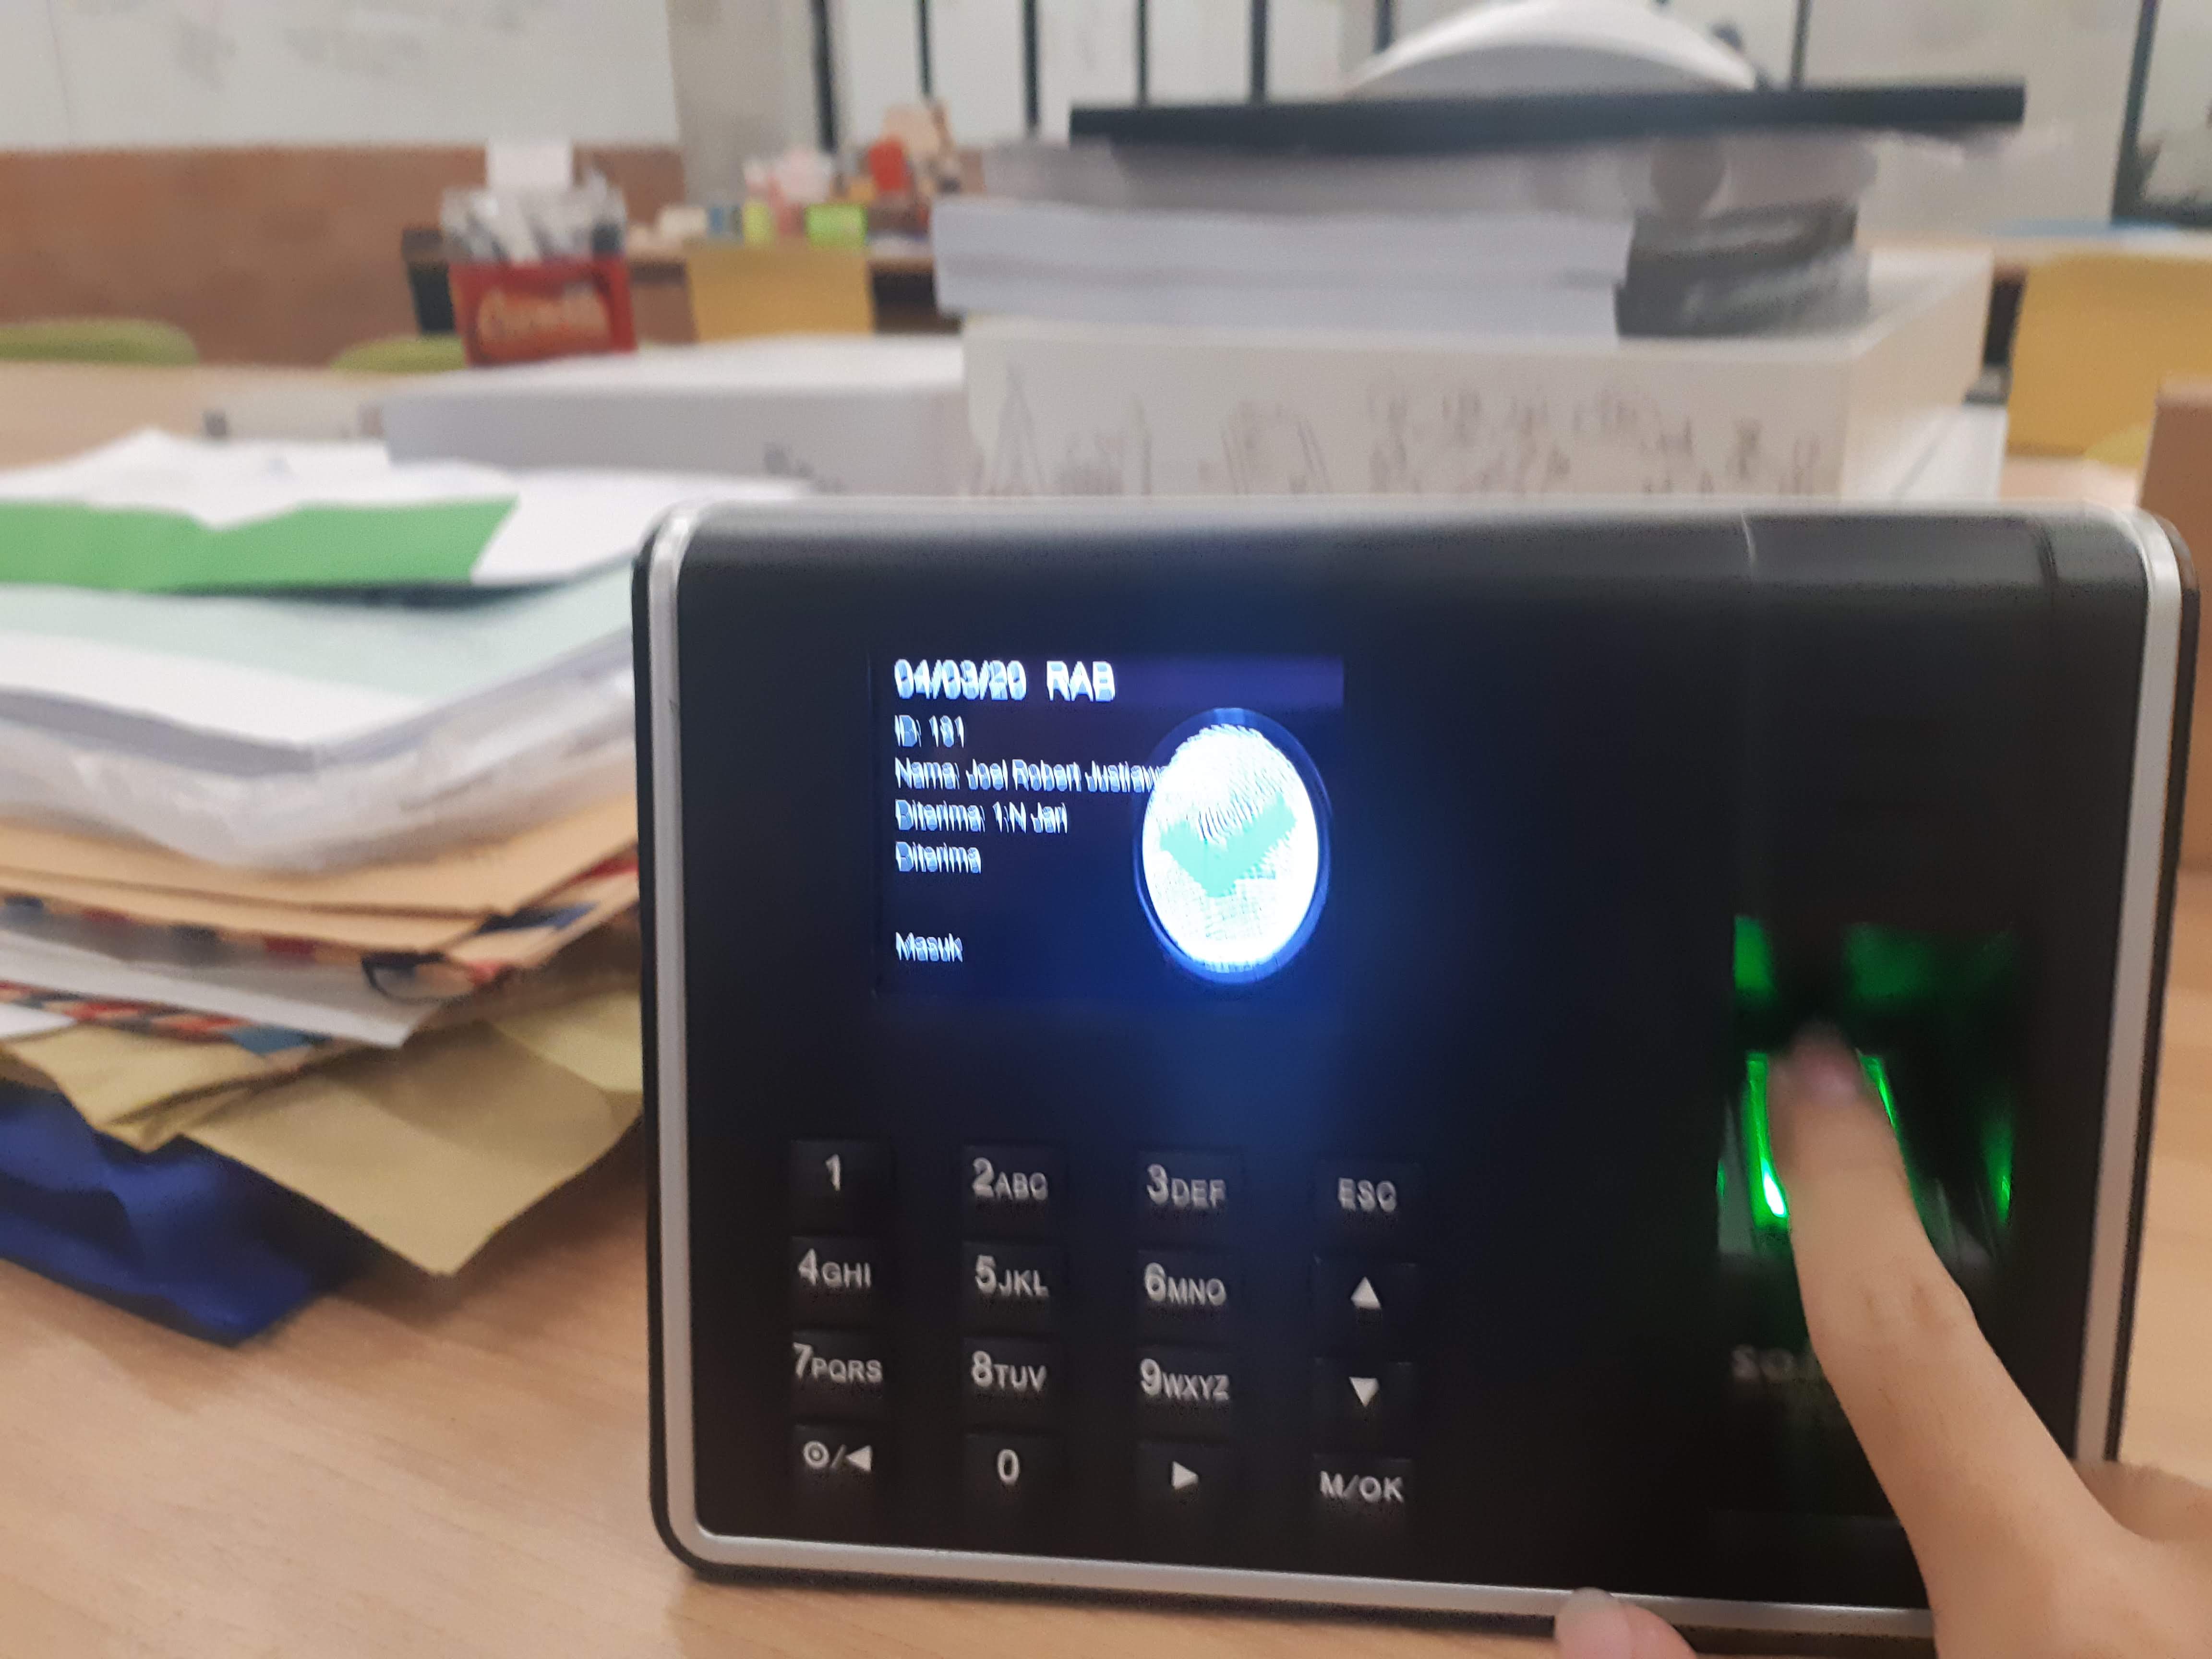 04/03/20 RAB
ID: 181
Nama: Joel Robert
Diterima: 1:N Jari
Diterima
Masuk
1 2ABC 3DEF ESC
4GHI 5JKL 6MNO ▲
7PQRS 8TUV 9WXYZ ▼
◎/◀ 0 ▶ M/OK